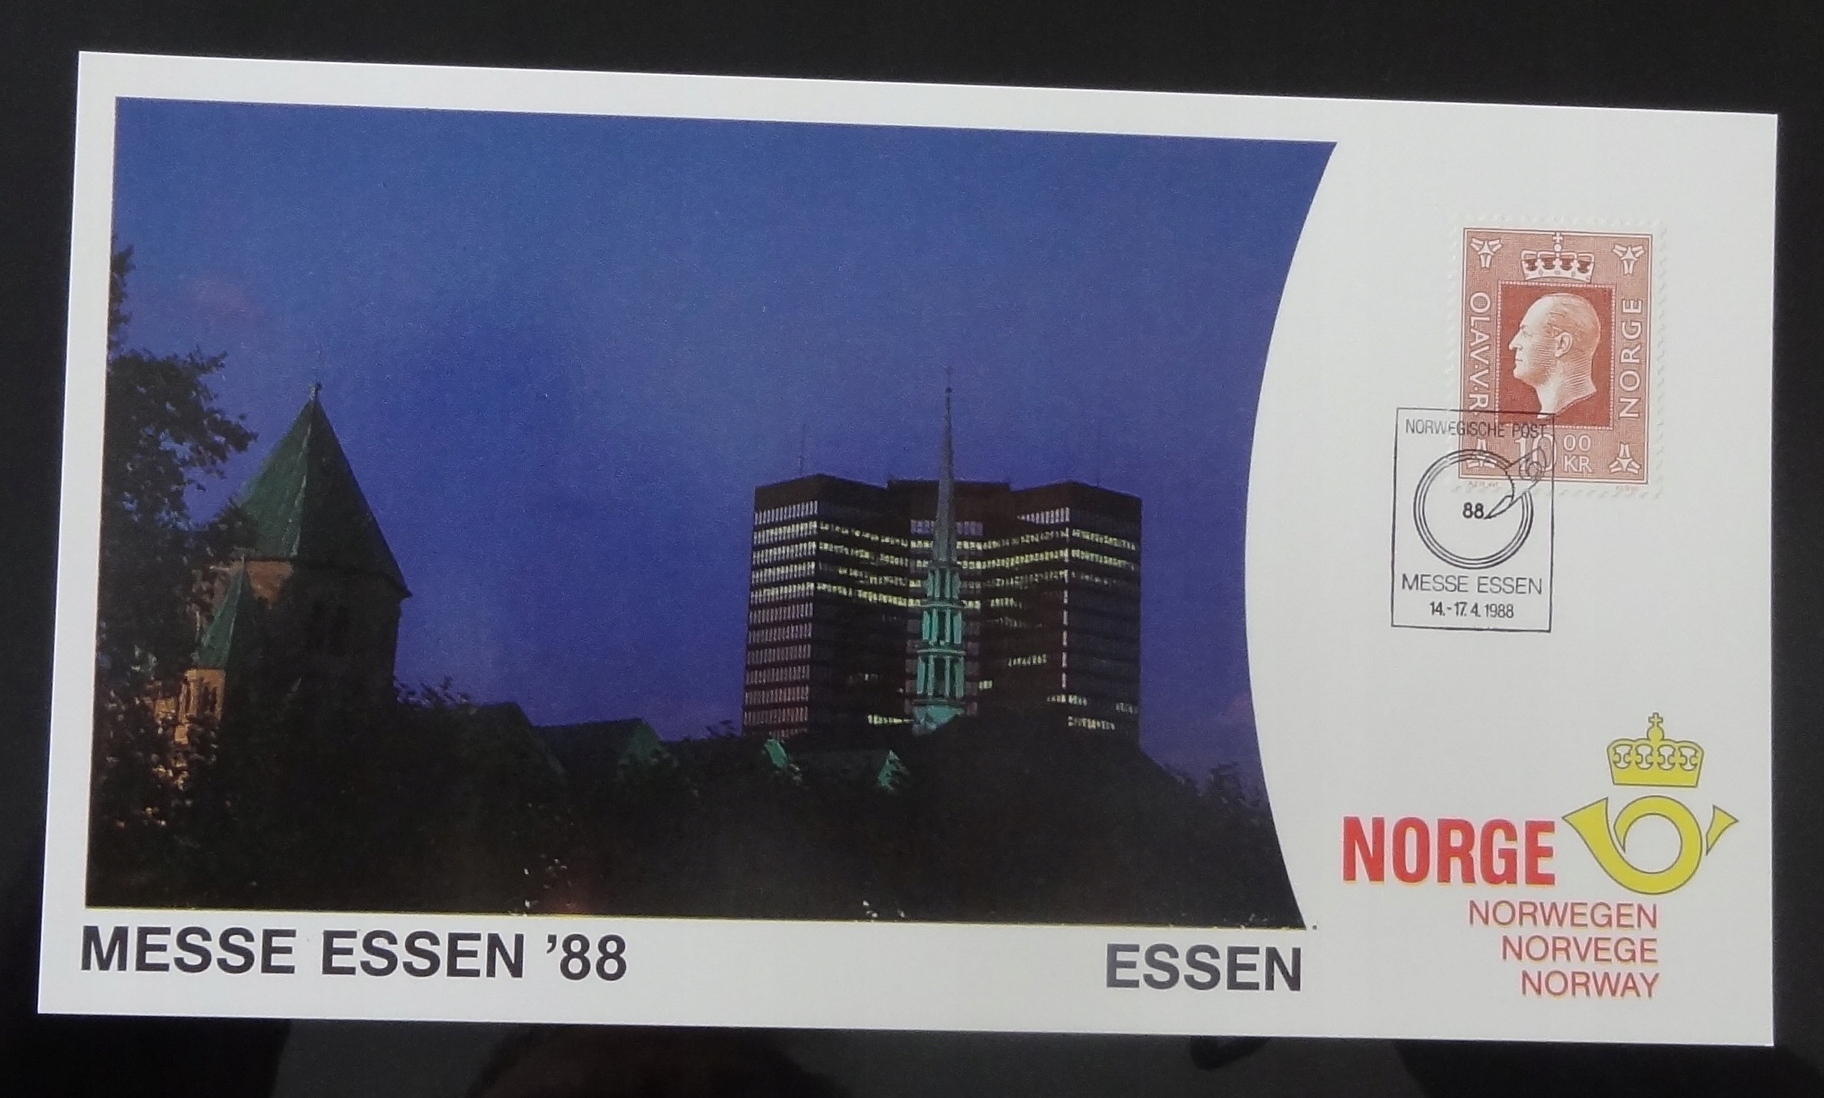 OLAV.V.R.
NORGE
10 00
KR
NORWEGISCHE POST
88
MESSE ESSEN
14.-17.4.1988
NORGE
NORWEGEN
NORVEGE
NORWAY
MESSE ESSEN '88
ESSEN